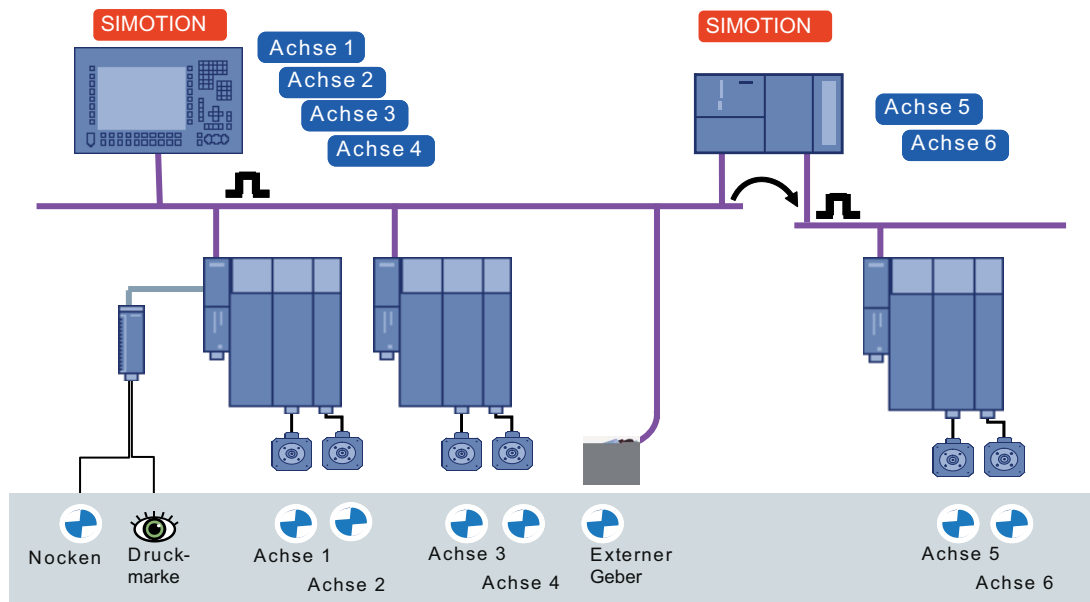 SIMOTION
SIMOTION
Achse 1
Achse 2
Achse 3
Achse 4
Achse 5
Achse 6
Nocken
Druck-
marke
Achse 1
Achse 2
Achse 3
Achse 4
Externer
Geber
Achse 5
Achse 6